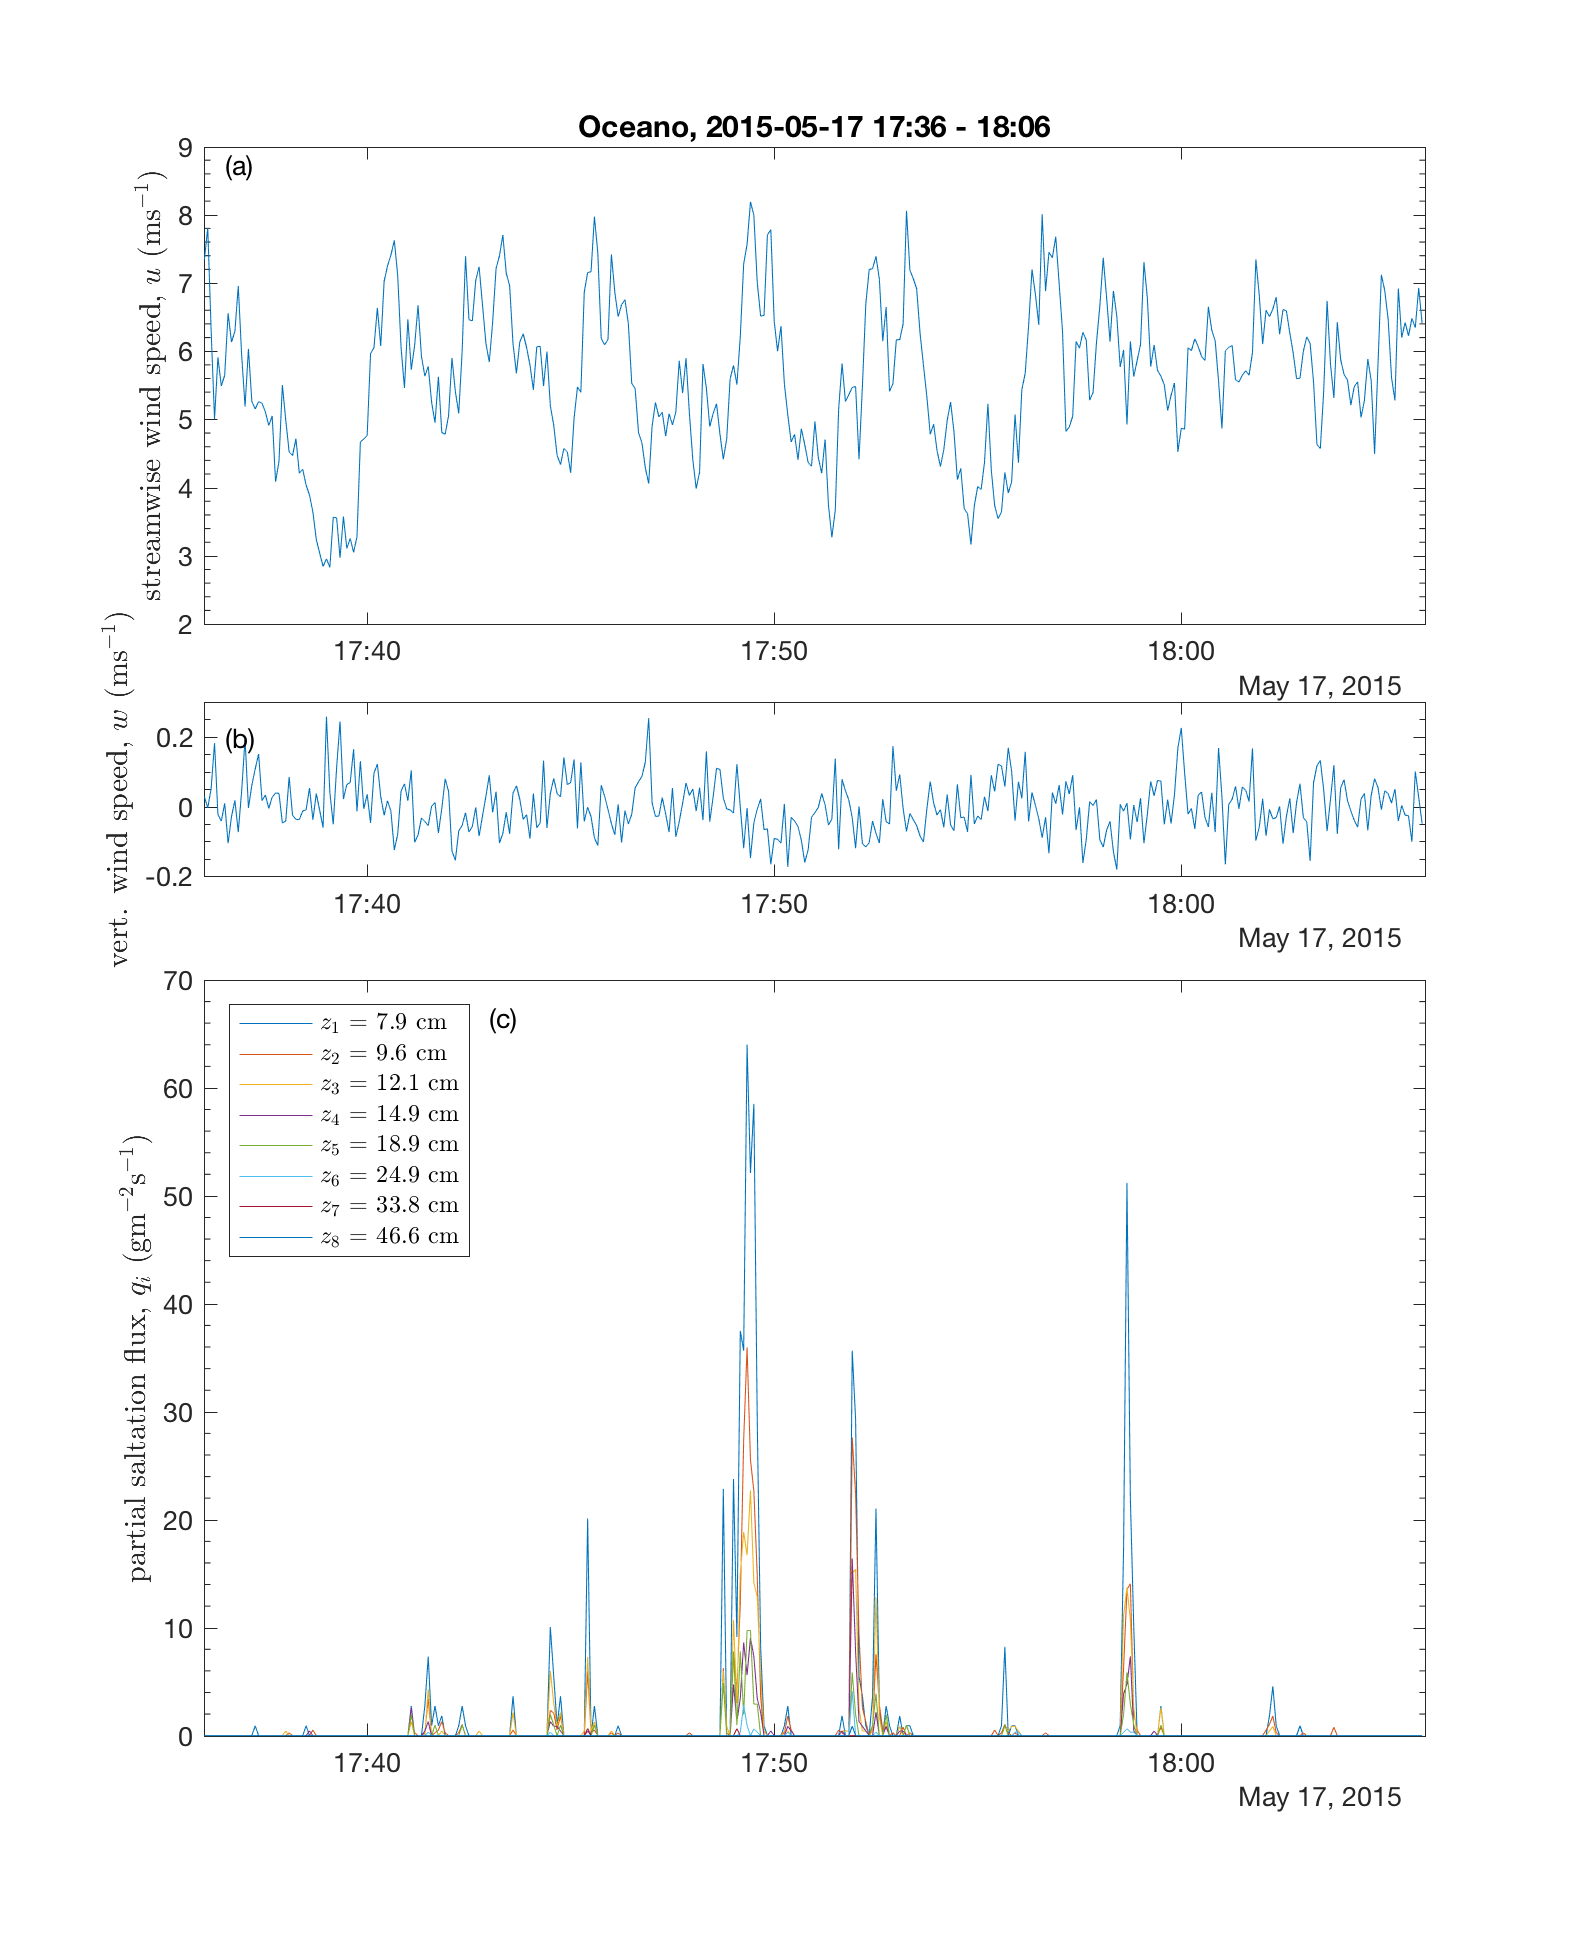 Oceano, 2015-05-17 17:36 - 18:06
(a)
streamwise wind speed, u (ms⁻¹)
9
8
7
6
5
4
3
2
17:40 17:50 18:00
May 17, 2015
(b)
vert. wind speed, w (ms⁻¹)
0.2
0
-0.2
17:40 17:50 18:00
May 17, 2015
(c)
partial saltation flux, qᵢ (gm⁻²s⁻¹)
70
60
50
40
30
20
10
0
z₁ = 7.9 cm
z₂ = 9.6 cm
z₃ = 12.1 cm
z₄ = 14.9 cm
z₅ = 18.9 cm
z₆ = 24.9 cm
z₇ = 33.8 cm
z₈ = 46.6 cm
17:40 17:50 18:00
May 17, 2015